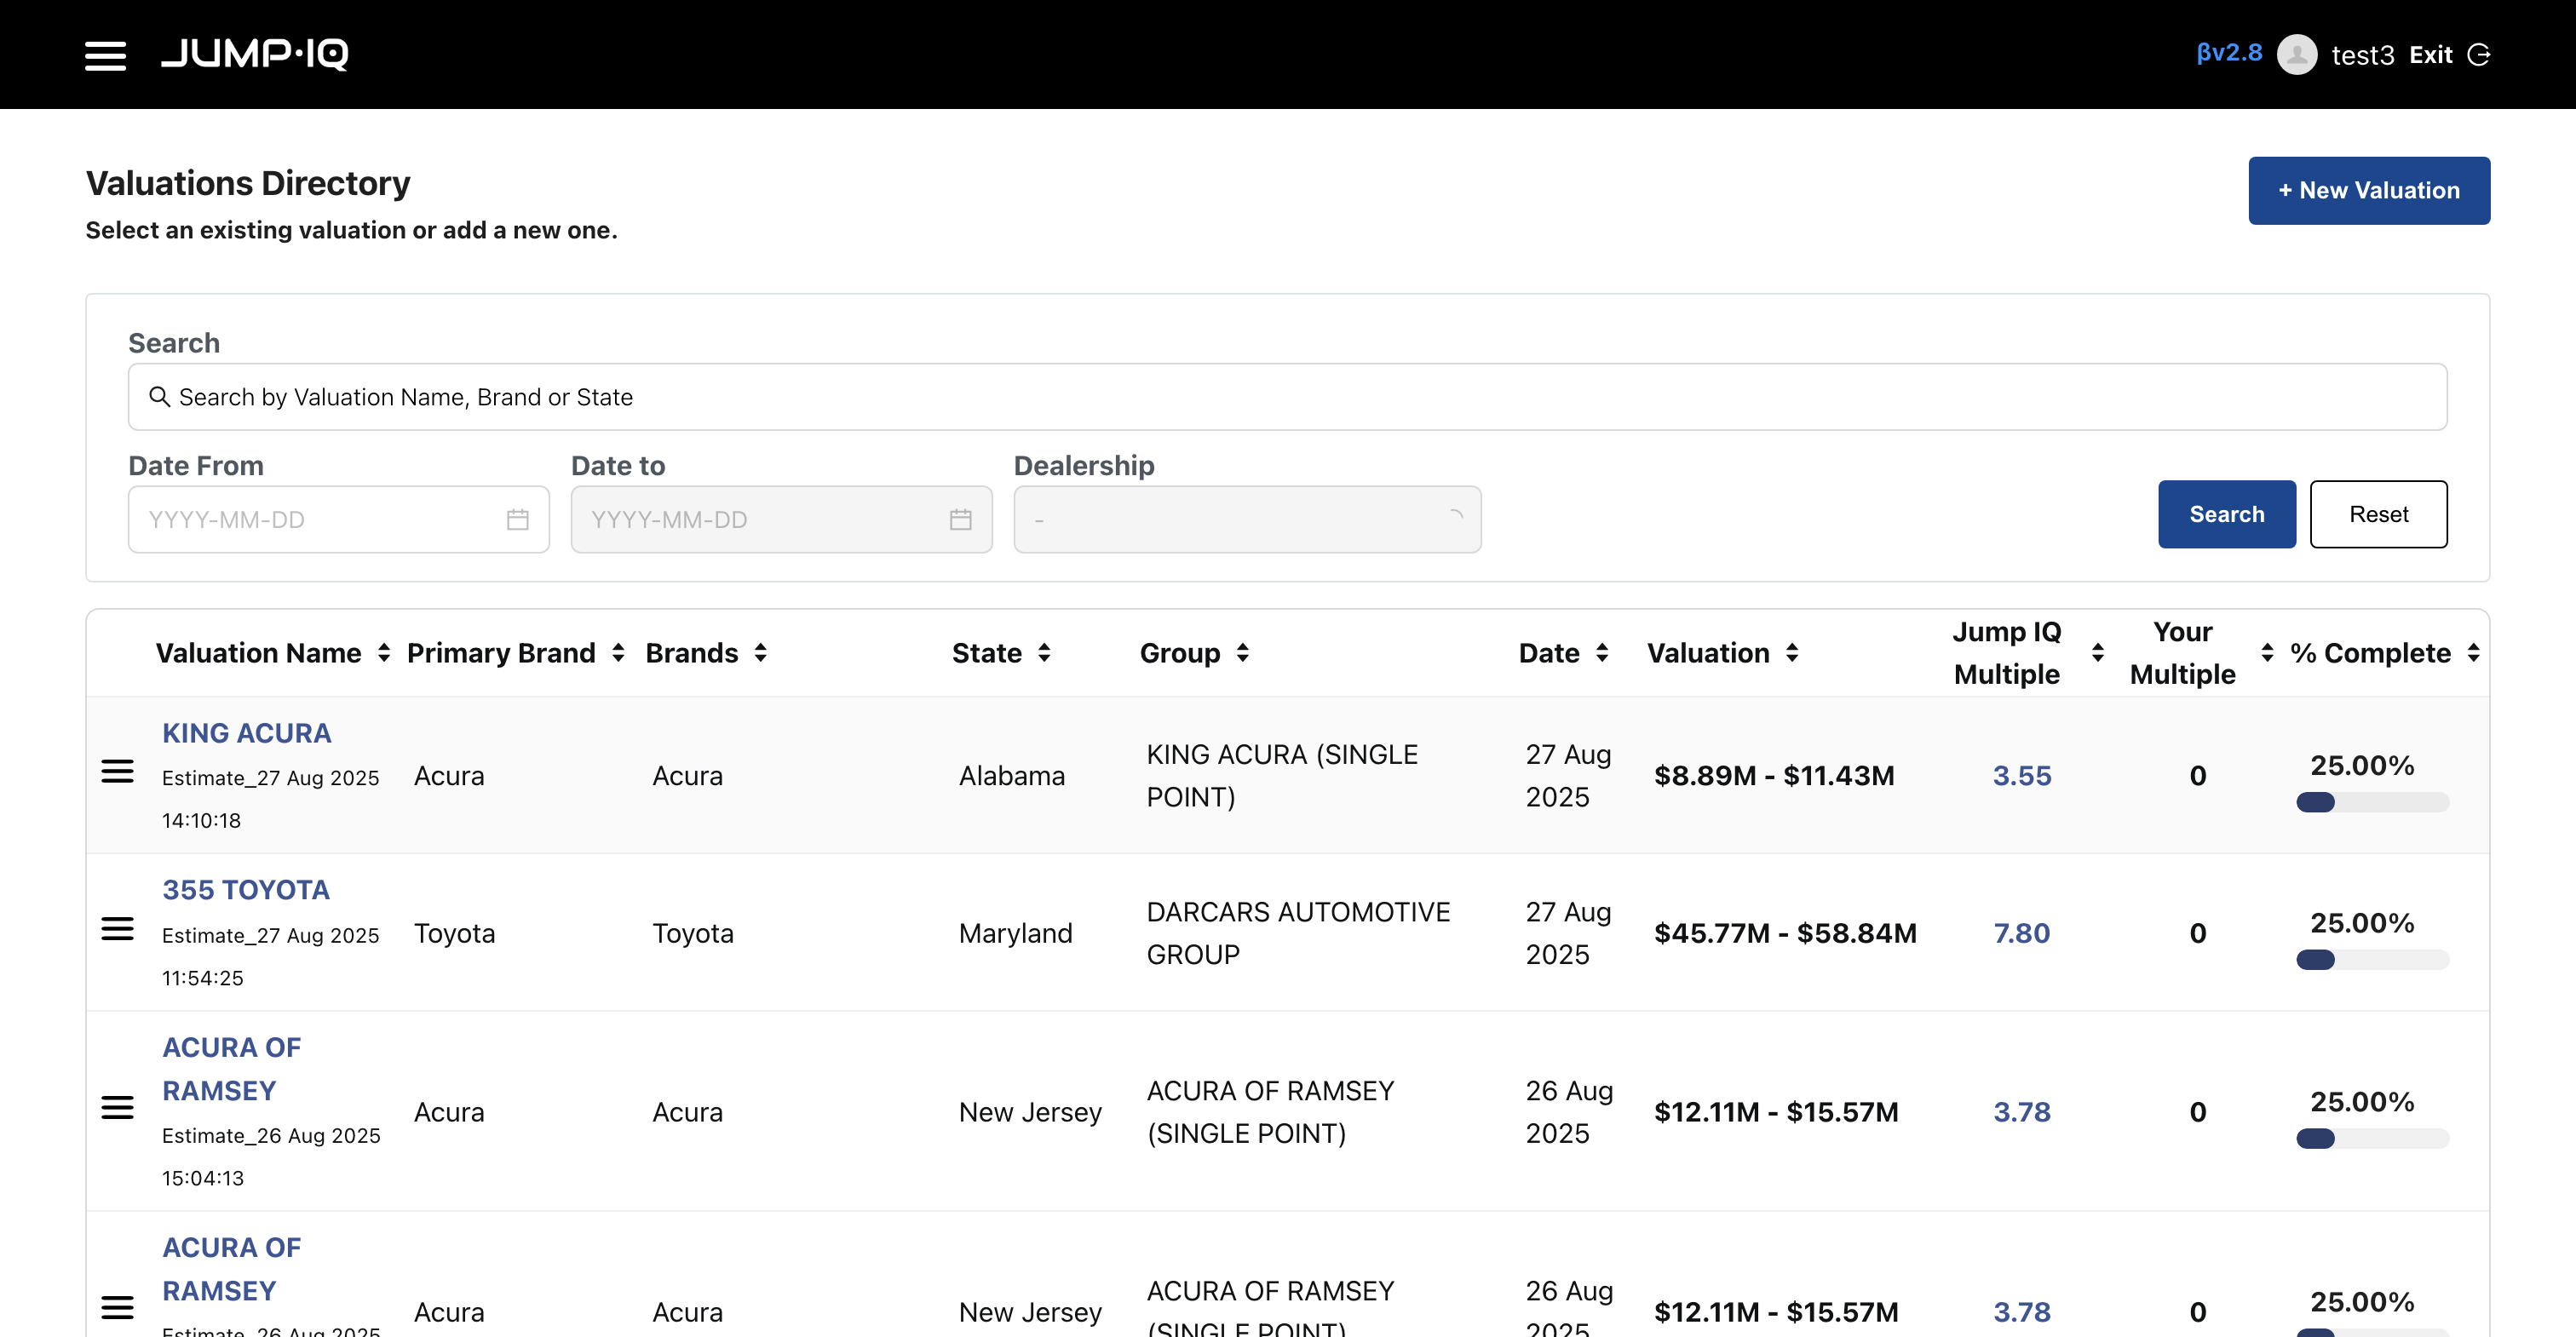 JUMP·IQ
βv2.8 test3 Exit
Valuations Directory
+ New Valuation
Select an existing valuation or add a new one.
Search
Search by Valuation Name, Brand or State
Date From Date to Dealership
YYYY-MM-DD YYYY-MM-DD - Search Reset
Valuation Name Primary Brand Brands State Group Date Valuation Jump IQ Multiple Your Multiple % Complete
KING ACURA
Estimate_27 Aug 2025
14:10:18
Acura Acura Alabama
KING ACURA (SINGLE
POINT)
27 Aug
2025
$8.89M - $11.43M 3.55 0 25.00%
355 TOYOTA
Estimate_27 Aug 2025
11:54:25
Toyota Toyota Maryland
DARCARS AUTOMOTIVE
GROUP
27 Aug
2025
$45.77M - $58.84M 7.80 0 25.00%
ACURA OF
RAMSEY
Estimate_26 Aug 2025
15:04:13
Acura Acura New Jersey
ACURA OF RAMSEY
(SINGLE POINT)
26 Aug
2025
$12.11M - $15.57M 3.78 0 25.00%
ACURA OF
RAMSEY
Estimate_26 Aug 2025
Acura Acura New Jersey
ACURA OF RAMSEY
(SINGLE POINT)
26 Aug
2025
$12.11M - $15.57M 3.78 0 25.00%